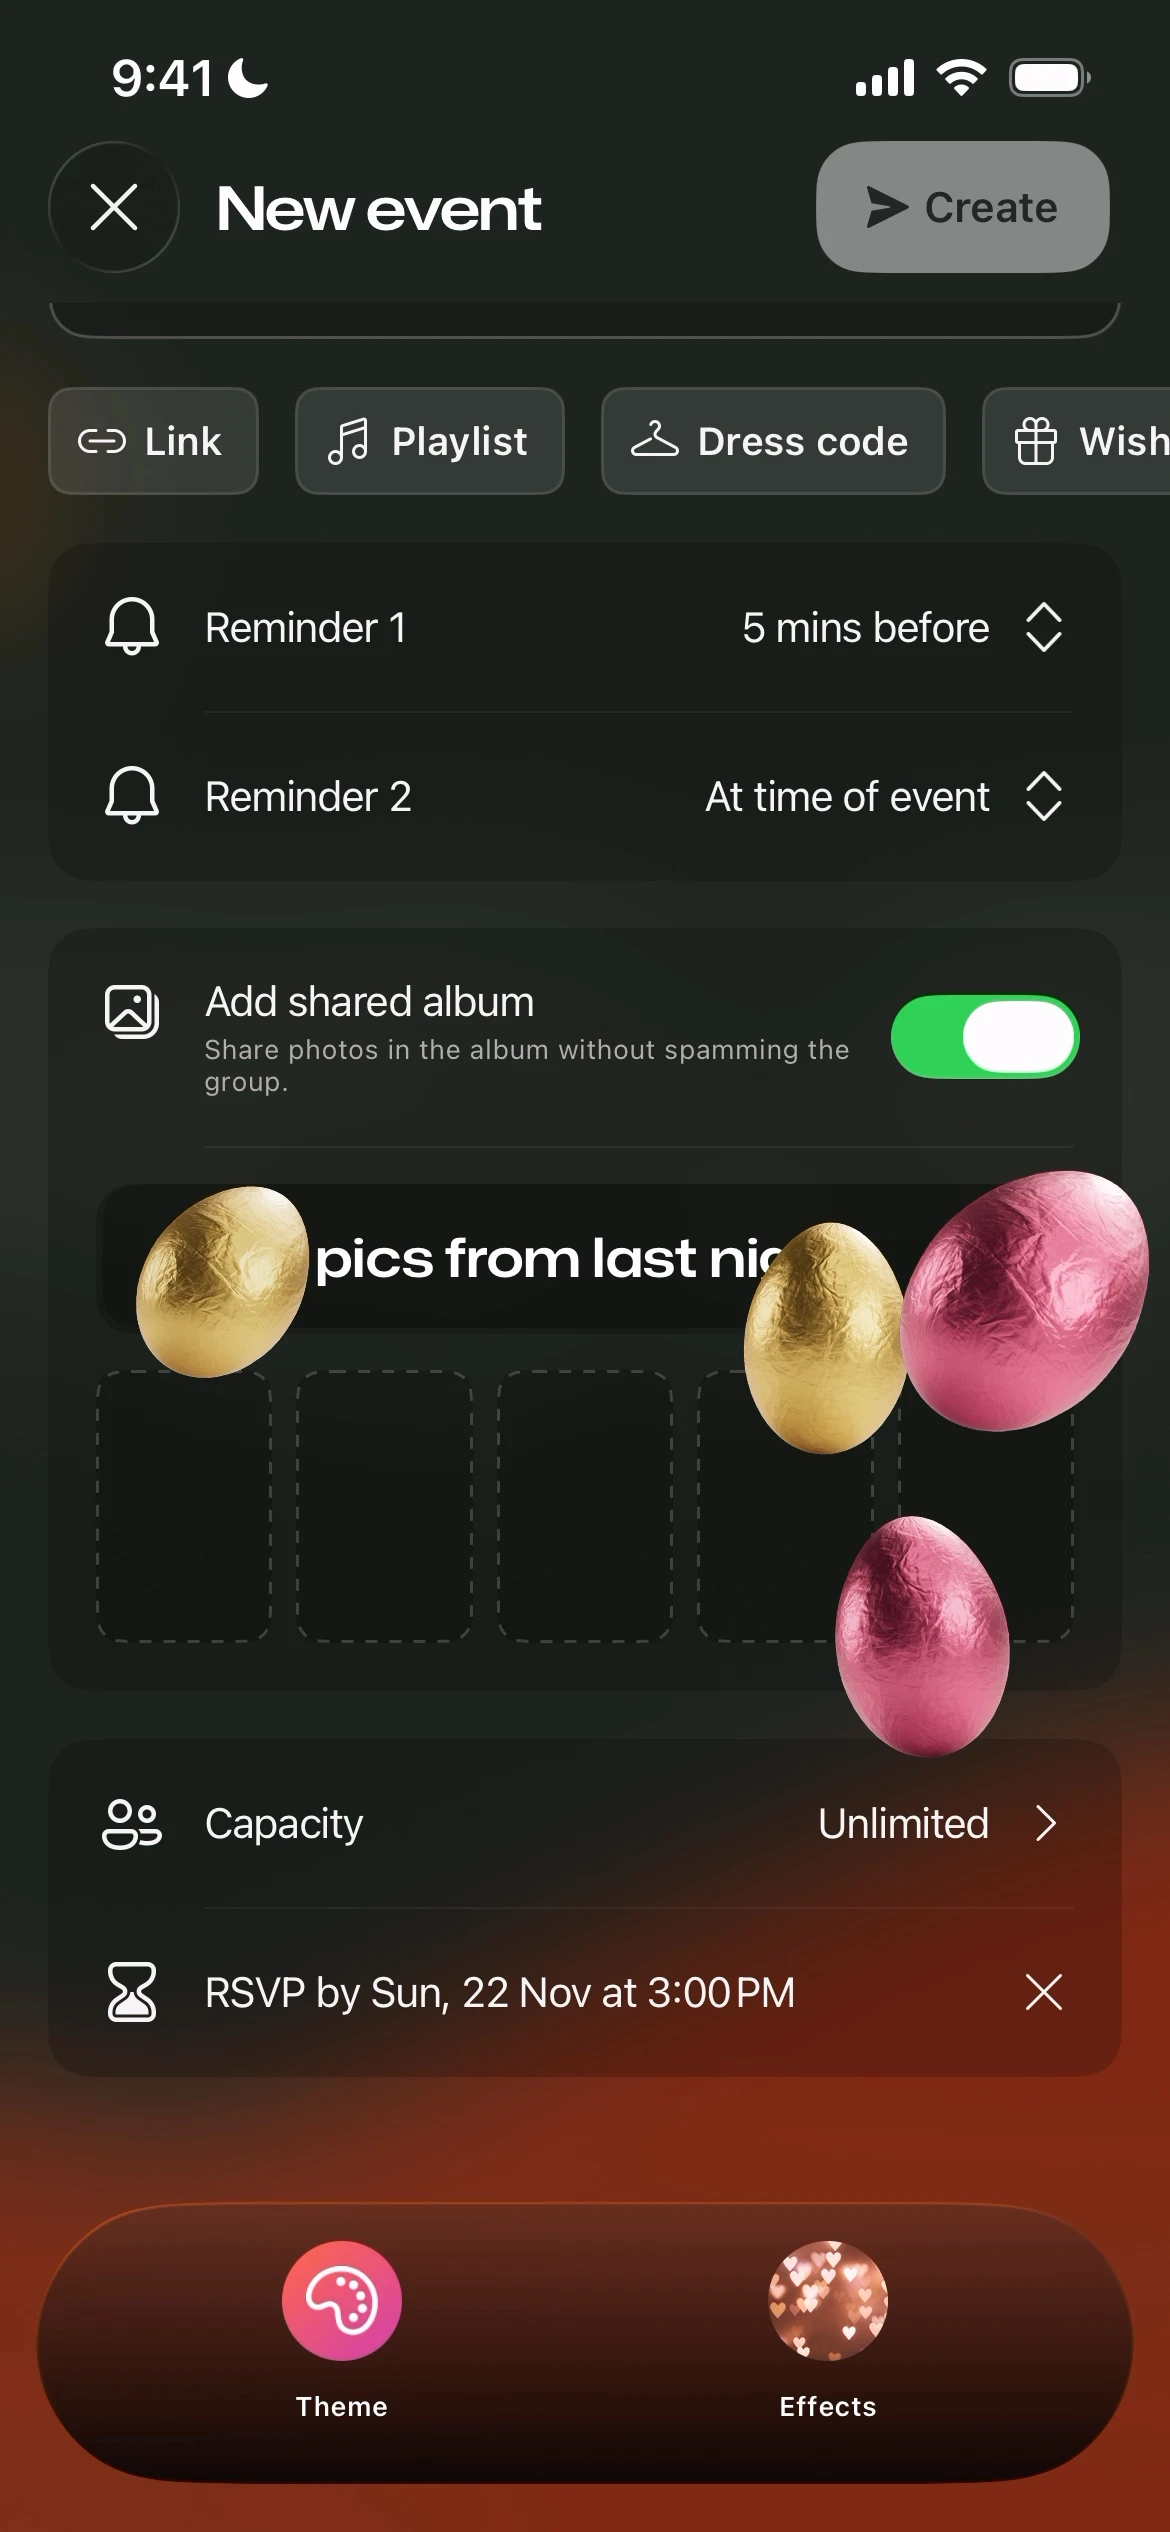 9:41
New event
Create
Link
Playlist
Dress code
Wish
Reminder 1
5 mins before
Reminder 2
At time of event
Add shared album
Share photos in the album without spamming the
group.
pics from last
Capacity
Unlimited
RSVP by Sun, 22 Nov at 3:00 PM
Theme
Effects